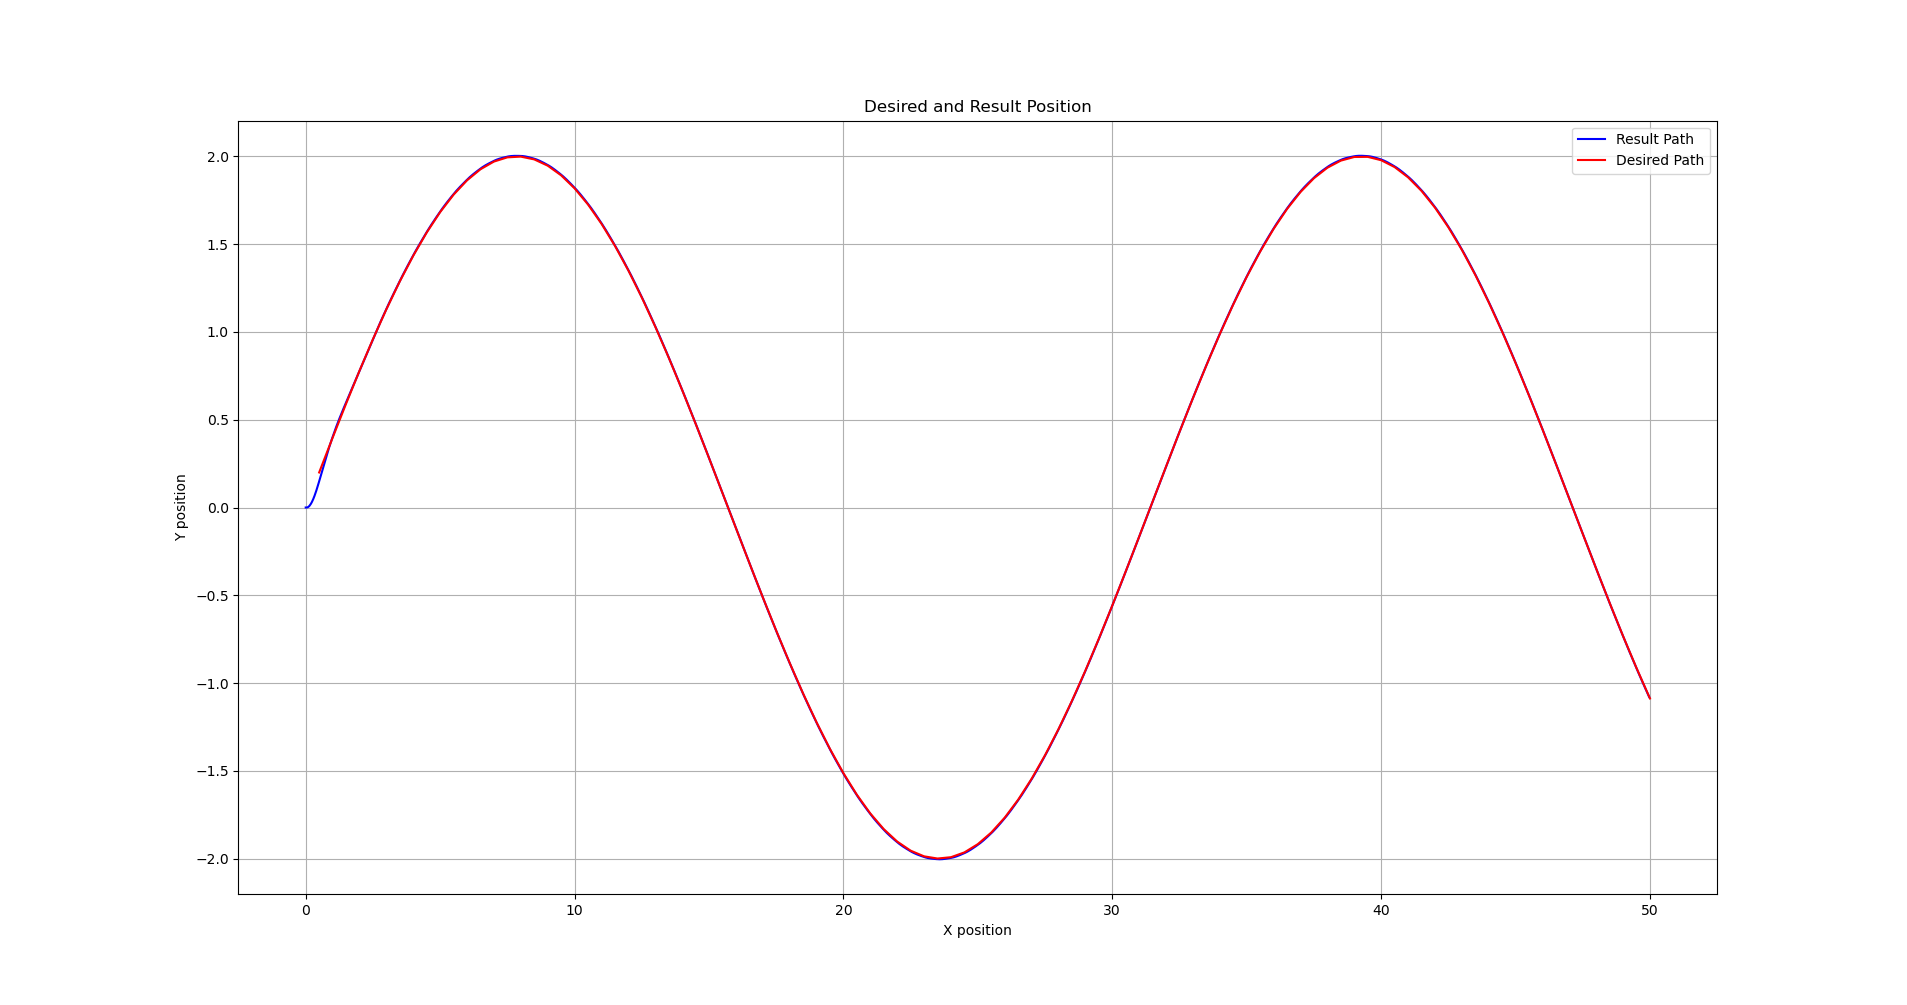 Desired and Result Position
Result Path
Desired Path
2.0
1.5
1.0
0.5
0.0
−0.5
−1.0
−1.5
−2.0
Y position
0 10 20 30 40 50
X position